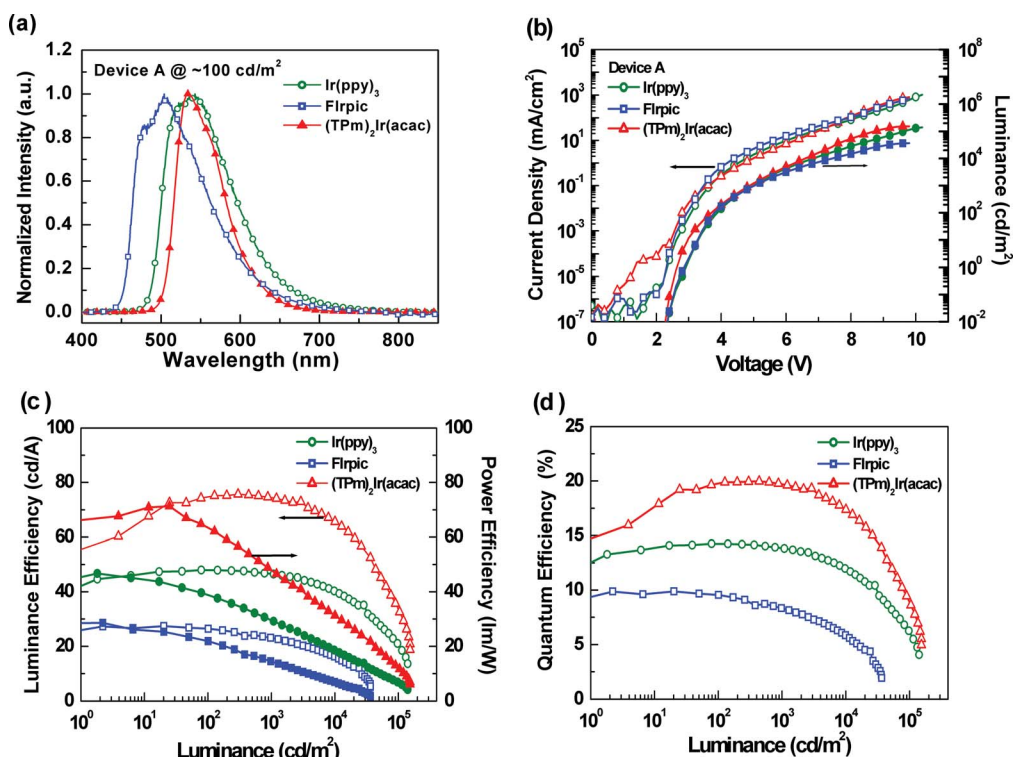 (a)
1.2
1.0
0.8
0.6
0.4
0.2
0.0
Normalized Intensity (a.u.)
Device A @ ~100 cd/m²
Ir(ppy)₃
FIrpic
(TPm)₂Ir(acac)
400 500 600 700 800
Wavelength (nm)
(b)
10⁵
10³
10¹
10⁻¹
10⁻³
10⁻⁵
10⁻⁷
Current Density (mA/cm²)
Device A
Ir(ppy)₃
FIrpic
(TPm)₂Ir(acac)
10⁸
10⁶
10⁴
10²
10⁰
10⁻²
Luminance (cd/m²)
0 2 4 6 8 10
Voltage (V)
(c)
100
80
60
40
20
0
Luminance Efficiency (cd/A)
Ir(ppy)₃
FIrpic
(TPm)₂Ir(acac)
100
80
60
40
20
0
Power Efficiency (lm/W)
10⁰ 10¹ 10² 10³ 10⁴ 10⁵
Luminance (cd/m²)
(d)
25
20
15
10
5
0
Quantum Efficiency (%)
Ir(ppy)₃
FIrpic
(TPm)₂Ir(acac)
10⁰ 10¹ 10² 10³ 10⁴ 10⁵
Luminance (cd/m²)